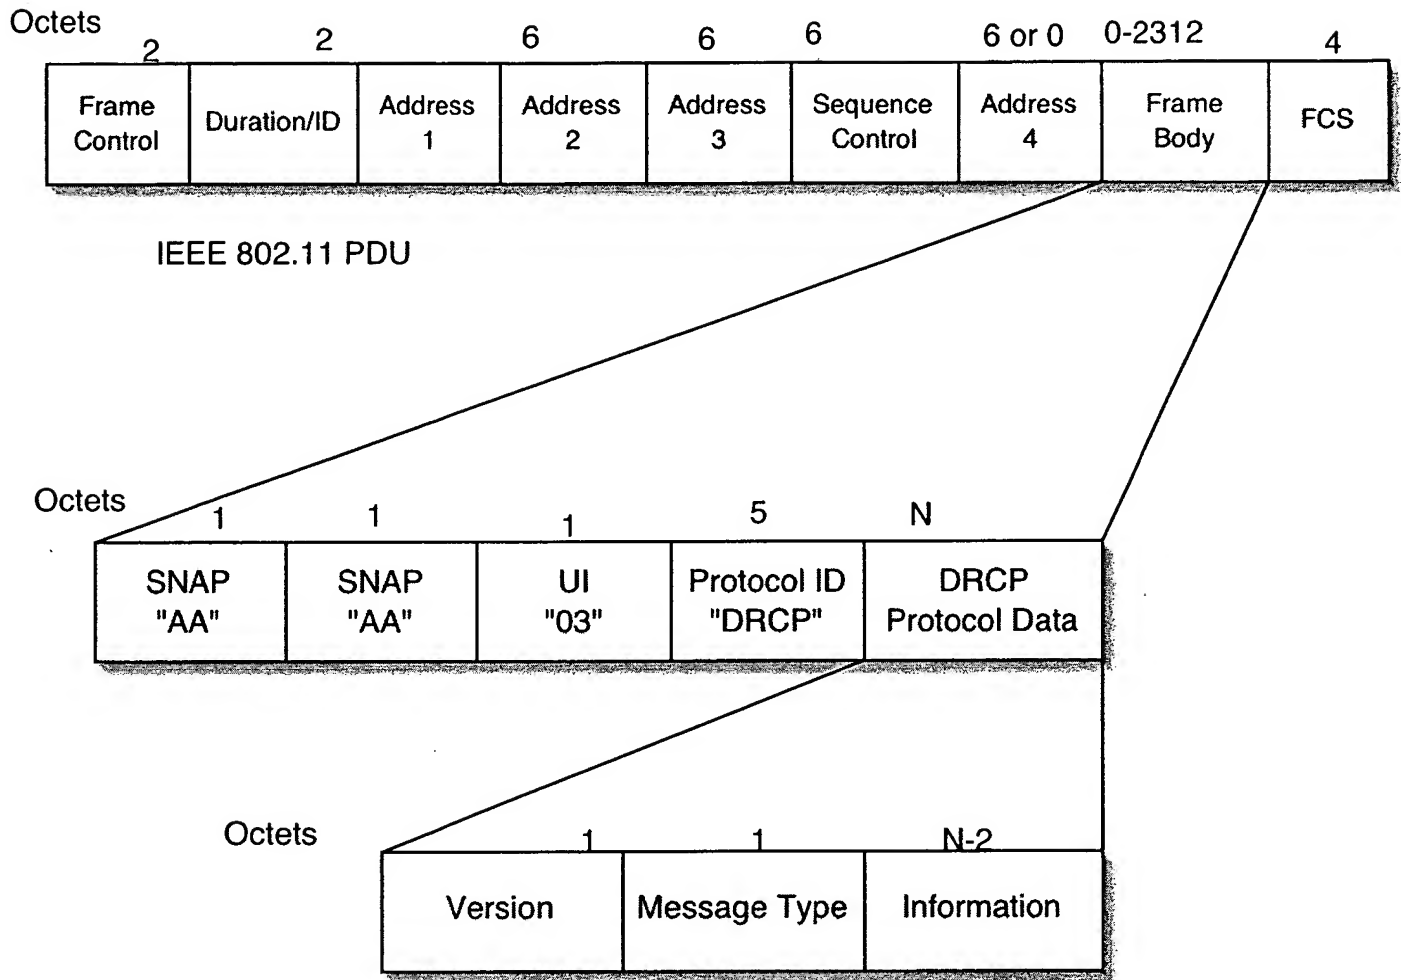 Octets 2 2 6 6 6 6 or 0 0-2312 4
Frame
Control
Duration/ID
Address
1
Address
2
Address
3
Sequence
Control
Address
4
Frame
Body
FCS
IEEE 802.11 PDU
Octets 1 1 1 5 N
SNAP
"AA"
SNAP
"AA"
UI
"03"
Protocol ID
"DRCP"
DRCP
Protocol Data
Octets 1 1 N-2
Version
Message Type
Information